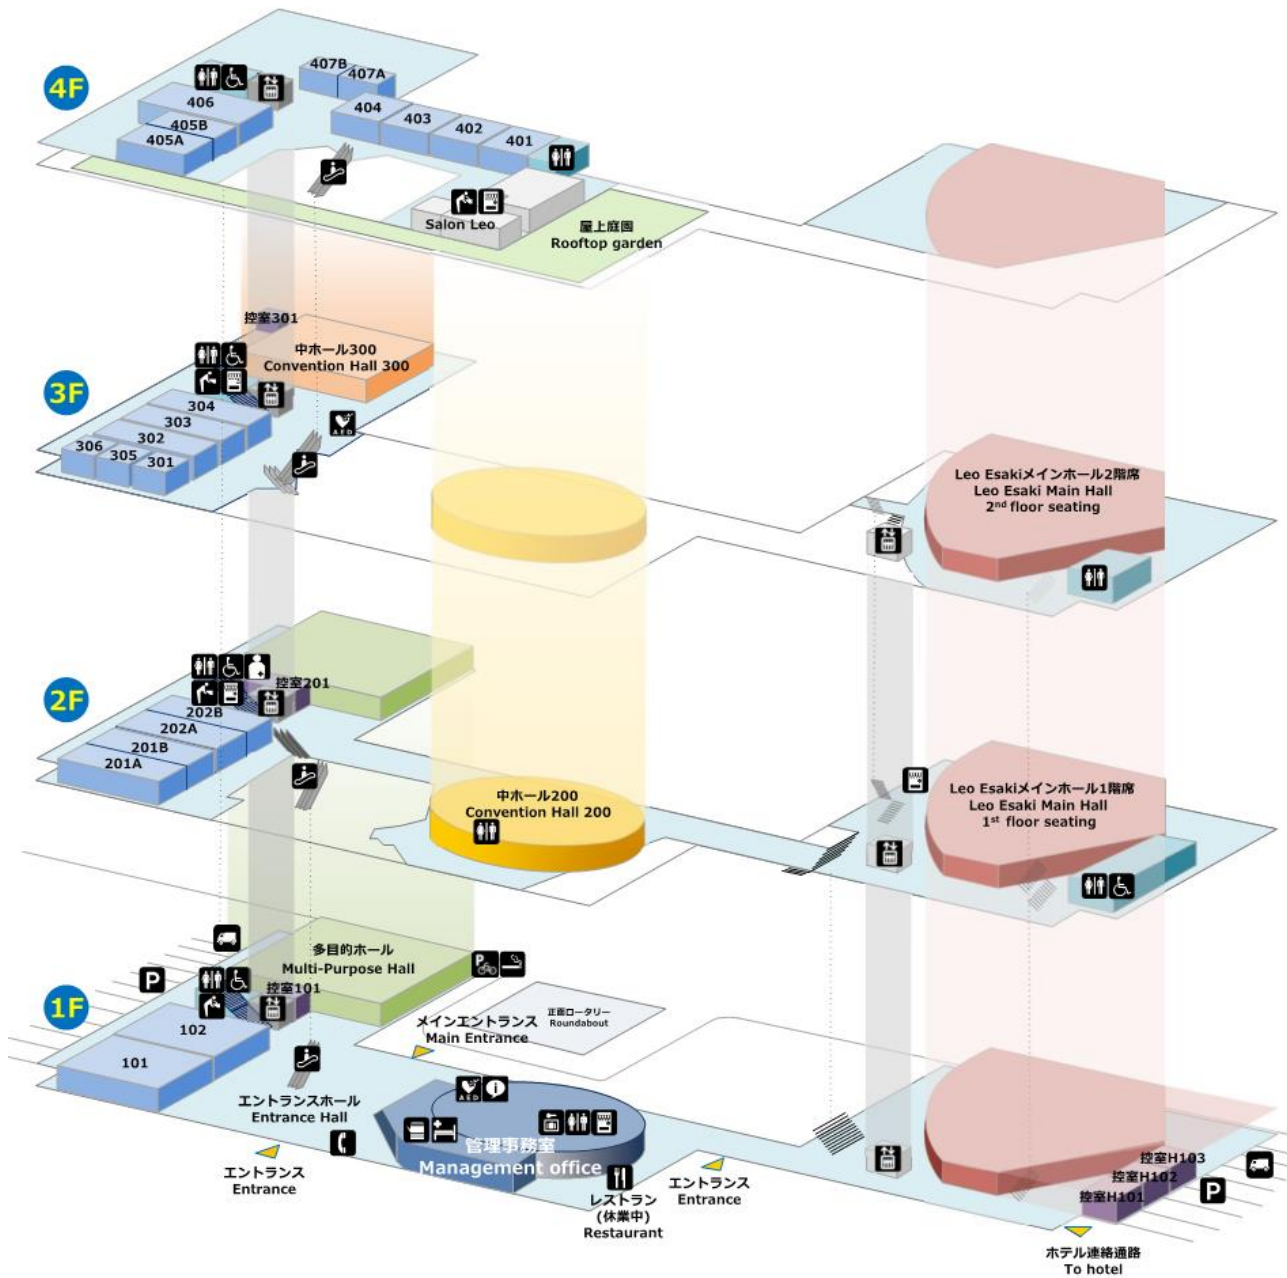 4F
407B
407A
406
405B
405A
404
403
402
401
Salon Leo
屋上庭園
Rooftop garden
控室301
中ホール300
Convention Hall 300
3F
304
303
302
306
305
301
AED
Leo Esakiメインホール2階席
Leo Esaki Main Hall
2nd floor seating
2F
控室201
202B
202A
201B
201A
中ホール200
Convention Hall 200
Leo Esakiメインホール1階席
Leo Esaki Main Hall
1st floor seating
1F
P
多目的ホール
Multi-Purpose Hall
控室101
102
101
P
正面ロータリー
Roundabout
メインエントランス
Main Entrance
エントランスホール
Entrance Hall
AED
i
管理事務室
Management office
エントランス
Entrance
レストラン
(休業中)
Restaurant
エントランス
Entrance
控室H103
控室H102
控室H101
P
ホテル連絡通路
To hotel